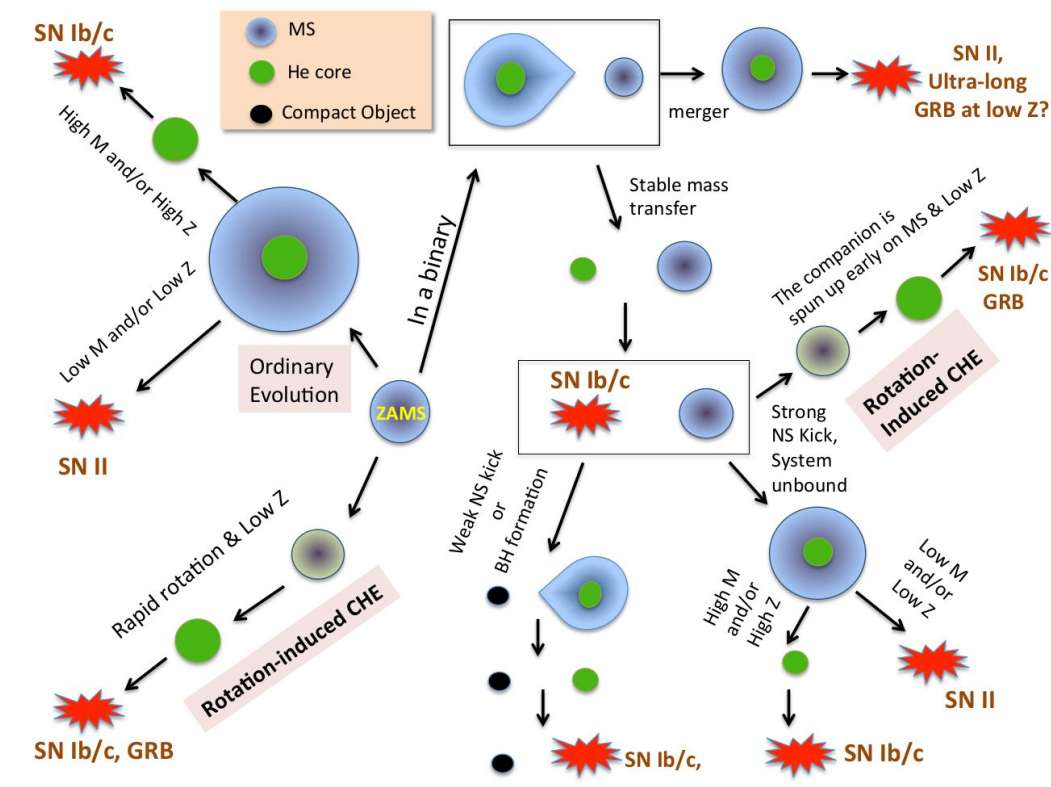 SN Ib/c
MS
He core
Compact Object
High M and/or High Z
Low M and/or Low Z
SN II
Ordinary
Evolution
ZAMS
In a binary
merger
SN II,
Ultra-long
GRB at low Z?
Stable mass
transfer
The companion is
spun up early on MS & Low Z
SN Ib/c
GRB
Rotation-
Induced CHE
SN Ib/c
Strong
NS Kick,
System
unbound
Weak NS kick
or
BH formation
High M
and/or
High Z
Low M
and/or
Low Z
SN II
SN Ib/c
SN Ib/c,
Rapid rotation & Low Z
Rotation-induced CHE
SN Ib/c, GRB